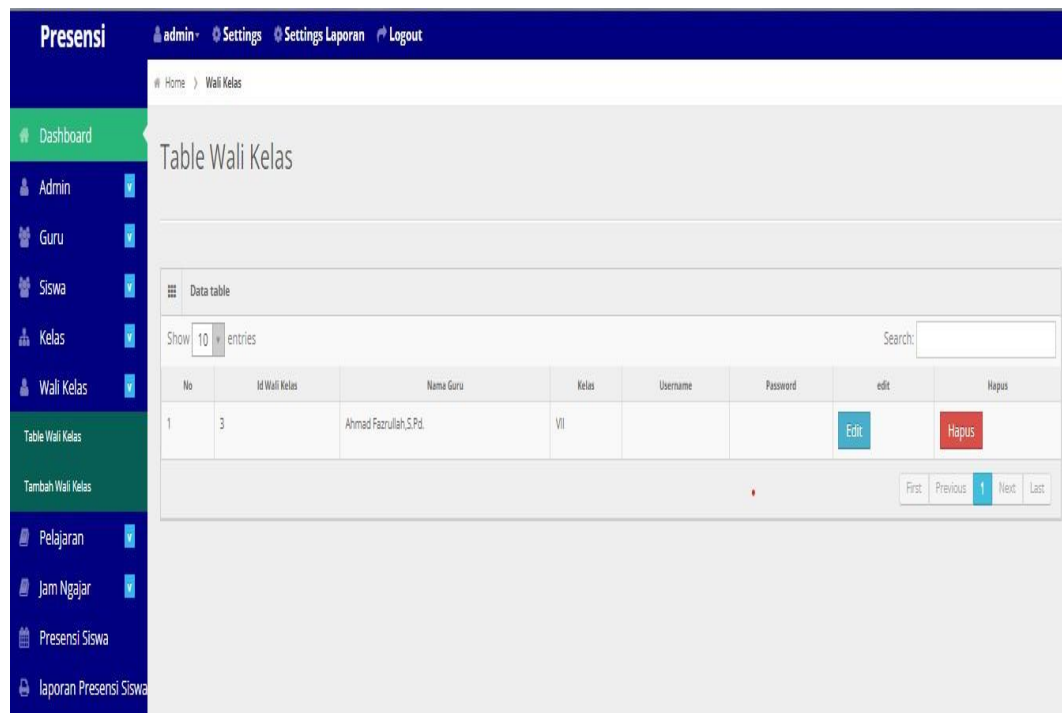 Presensi
admin Settings Settings Laporan Logout
Home > Wali Kelas
Dashboard
Admin v
Guru v
Siswa v
Kelas v
Wali Kelas v
Table Wali Kelas
Tambah Wali Kelas
Pelajaran v
Jam Ngajar v
Presensi Siswa
laporan Presensi Siswa
Table Wali Kelas
Data table
Show 10 entries Search:
No Id Wali Kelas Nama Guru Kelas Username Password edit Hapus
1 3 Ahmad Fazrullah,S.Pd. VII Edit Hapus
First Previous 1 Next Last